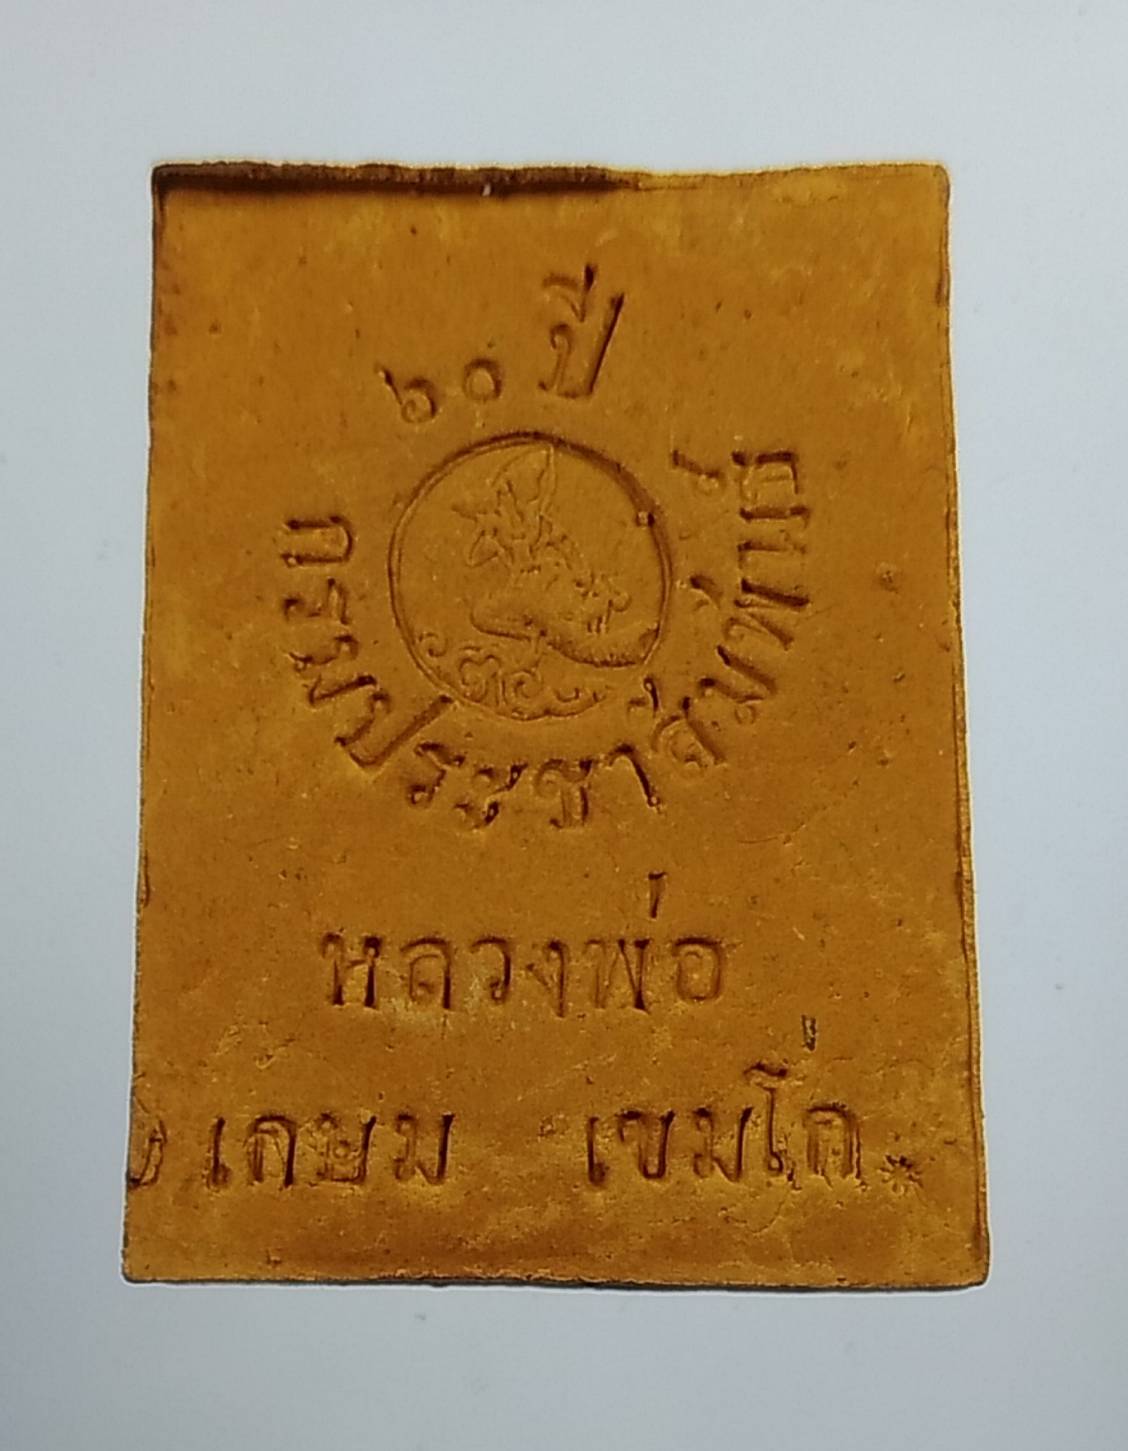 ๖๐ ปี
กรมประชาสัมพันธ์
หลวงพ่อ
เกษม เขมโก